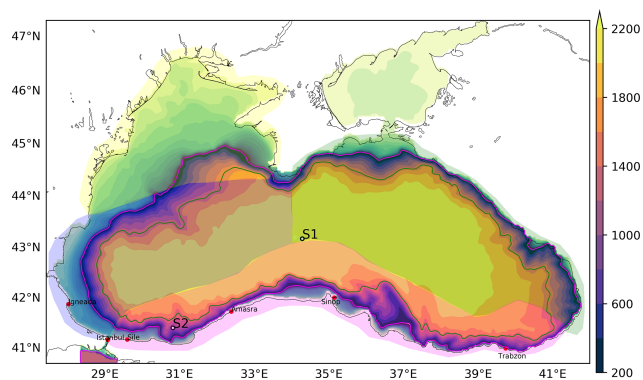 47°N
46°N
45°N
44°N
43°N
42°N
41°N
29°E
31°E
33°E
35°E
37°E
39°E
41°E
2200
1800
1400
1000
600
200
S1
S2
Igneada
Istanbul
Sile
Amasra
Sinop
Trabzon